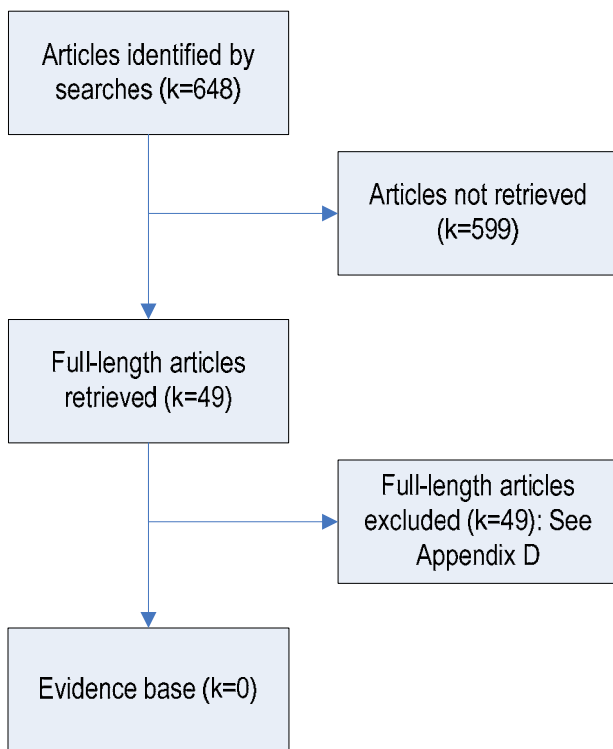 Articles identified by
searches (k=648)
Articles not retrieved
(k=599)
Full-length articles
retrieved (k=49)
Full-length articles
excluded (k=49): See
Appendix D
Evidence base (k=0)